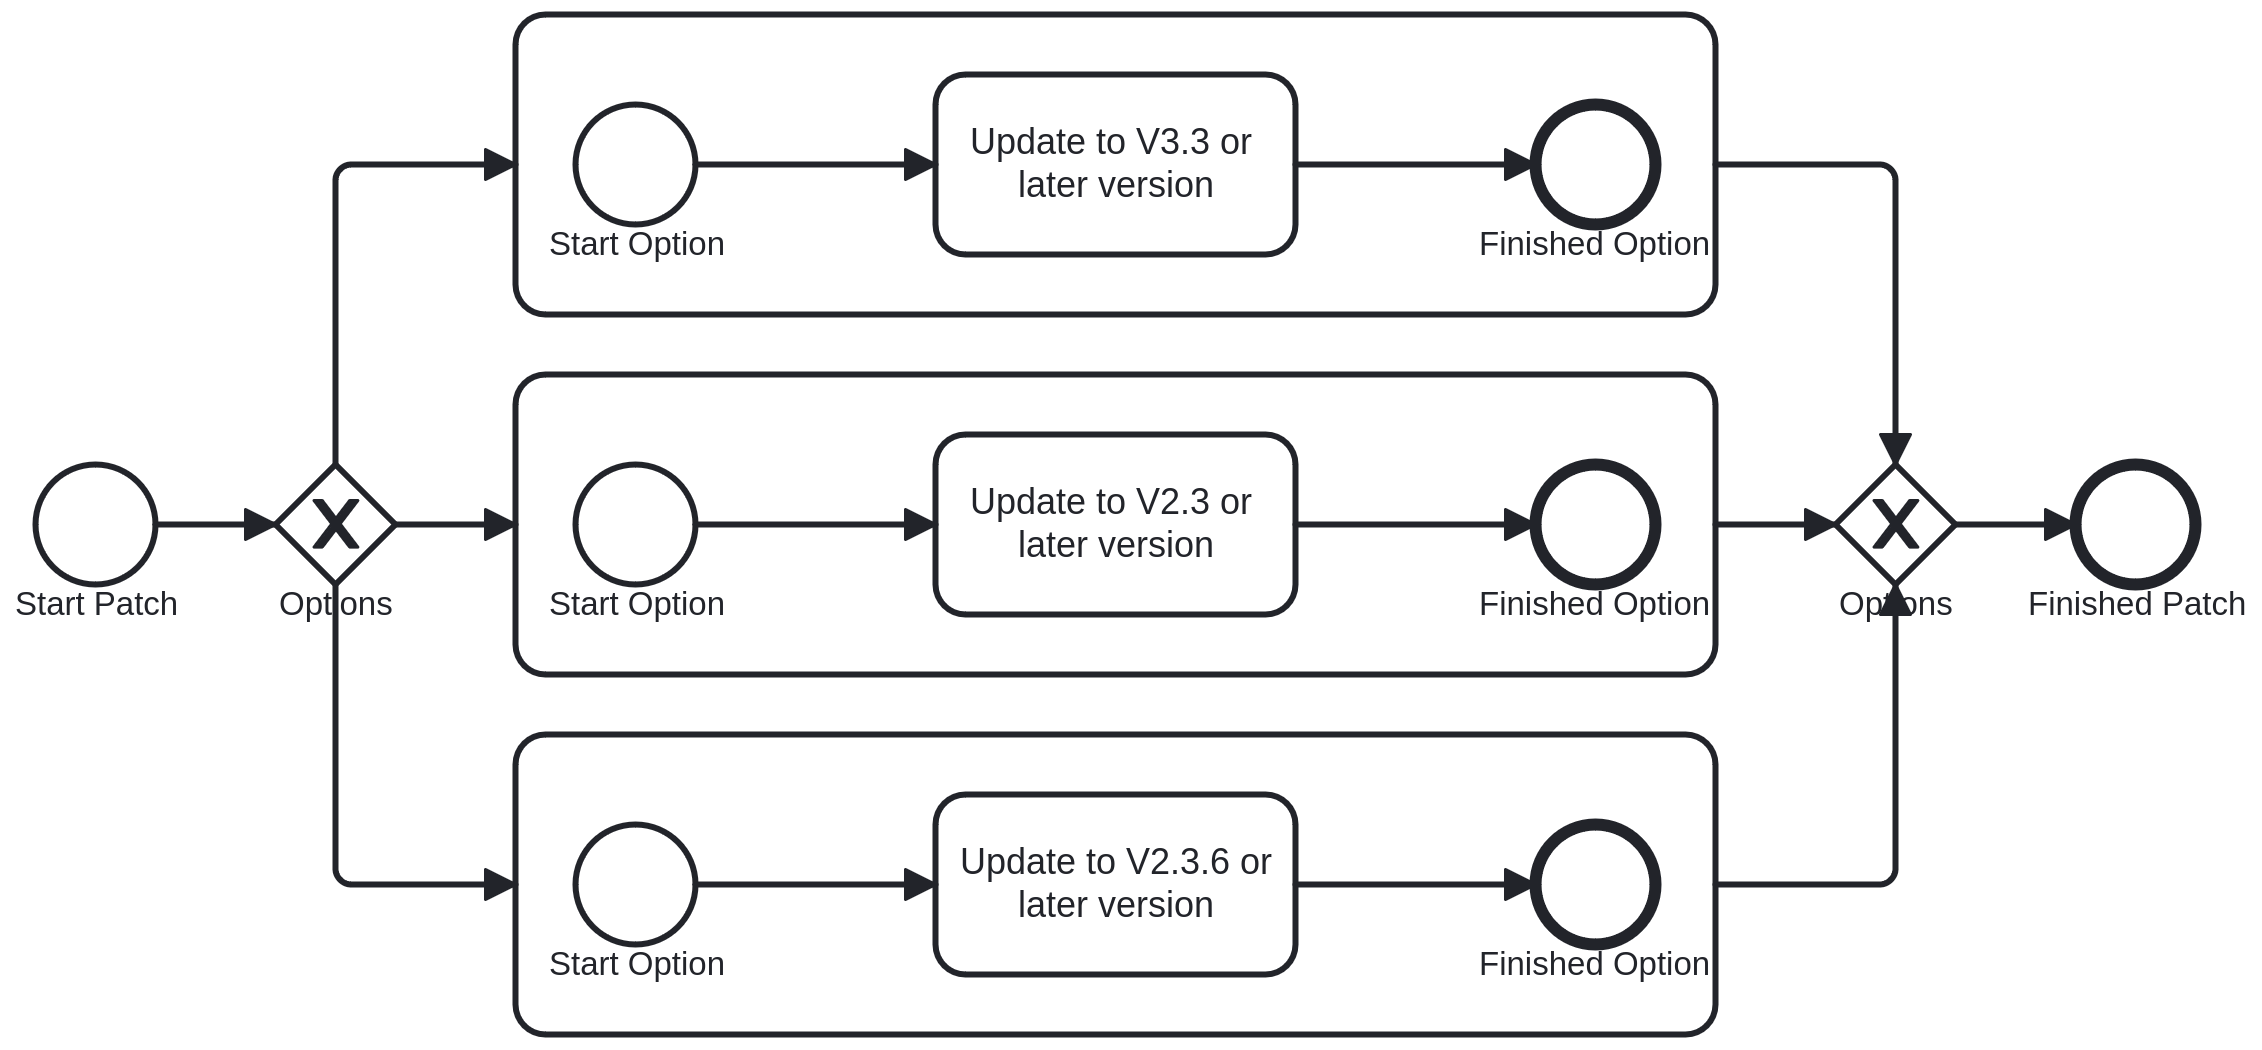 Update to V3.3 or
later version
Start Option
Finished Option
Update to V2.3 or
later version
Start Patch
Options
Start Option
Finished Option
Options
Finished Patch
Update to V2.3.6 or
later version
Start Option
Finished Option